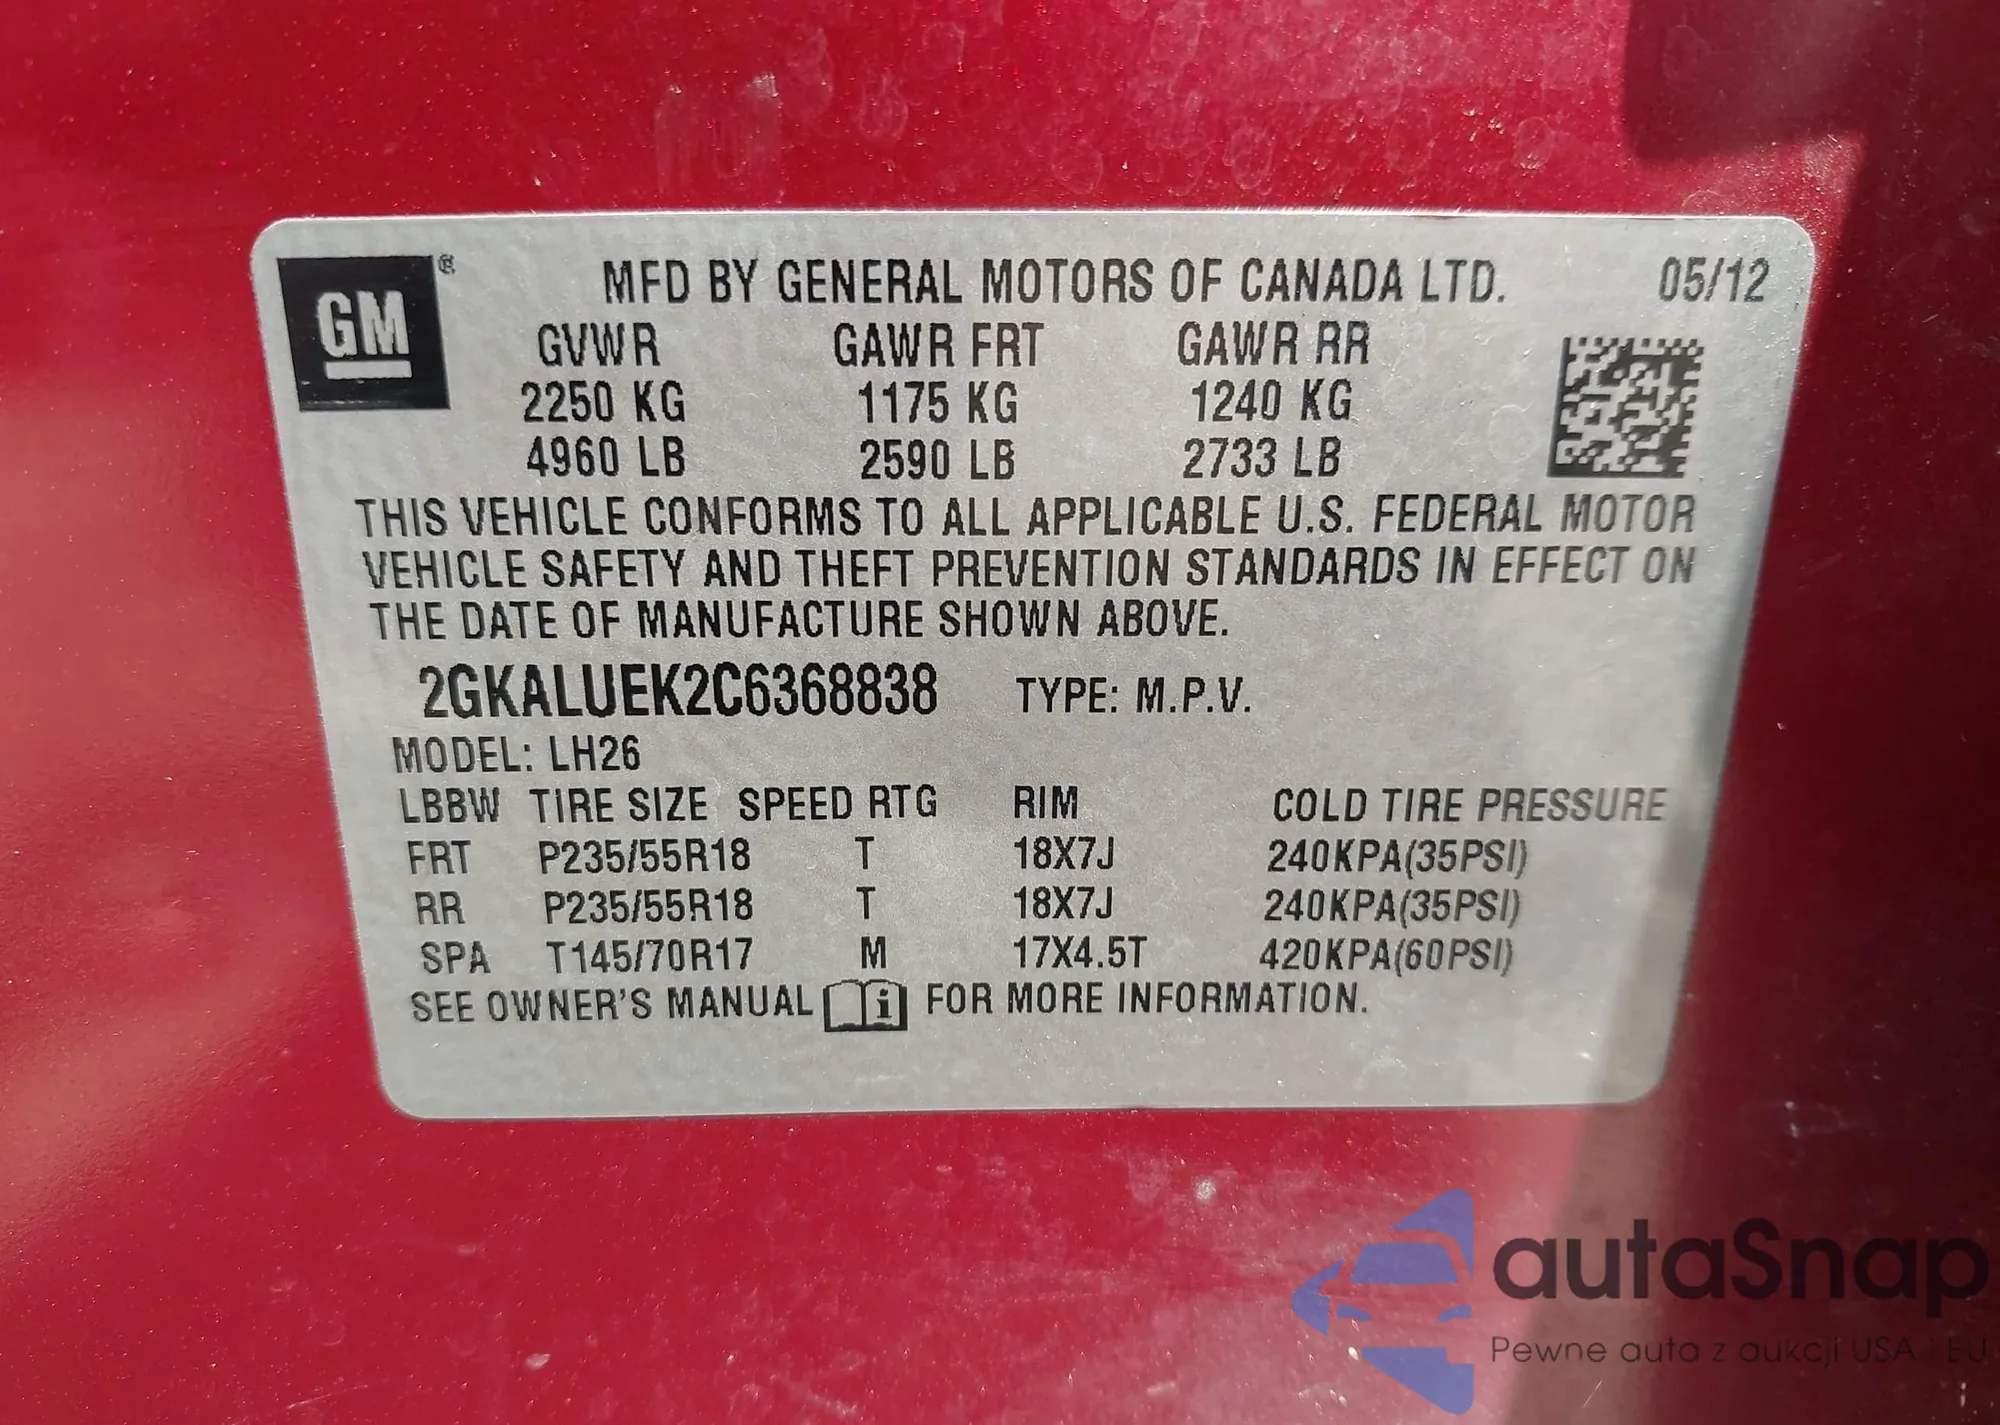 GM ® MFD BY GENERAL MOTORS OF CANADA LTD. 05/12
GVWR GAWR FRT GAWR RR
2250 KG 1175 KG 1240 KG
4960 LB 2590 LB 2733 LB
THIS VEHICLE CONFORMS TO ALL APPLICABLE U.S. FEDERAL MOTOR
VEHICLE SAFETY AND THEFT PREVENTION STANDARDS IN EFFECT ON
THE DATE OF MANUFACTURE SHOWN ABOVE.
2GKALUEK2C6368838 TYPE: M.P.V.
MODEL: LH26
LBBW TIRE SIZE SPEED RTG RIM COLD TIRE PRESSURE
FRT P235/55R18 T 18X7J 240KPA(35PSI)
RR P235/55R18 T 18X7J 240KPA(35PSI)
SPA T145/70R17 M 17X4.5T 420KPA(60PSI)
SEE OWNER'S MANUAL i FOR MORE INFORMATION.
autaSnap
Pewne auta z aukcji USA i EU